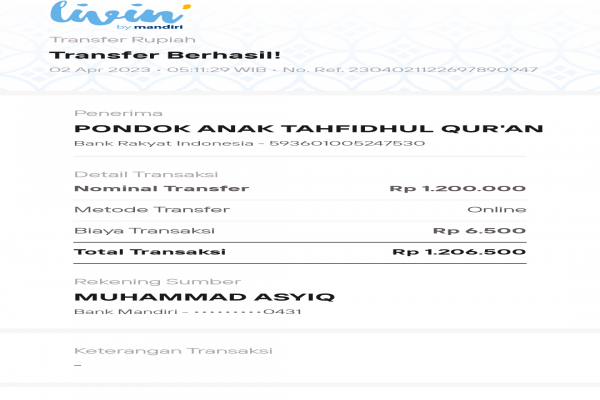 livin'
by mandiri
Transfer Rupiah
Transfer Berhasil!
02 Apr 2023 • 05:11:29 WIB • No. Ref. 2304021122697890947
Penerima
PONDOK ANAK TAHFIDHUL QUR'AN
Bank Rakyat Indonesia - 593601005247530
Detail Transaksi
Nominal Transfer Rp 1.200.000
Metode Transfer Online
Biaya Transaksi Rp 6.500
Total Transaksi Rp 1.206.500
Rekening Sumber
MUHAMMAD ASYIQ
Bank Mandiri - •••••••••0431
Keterangan Transaksi
–